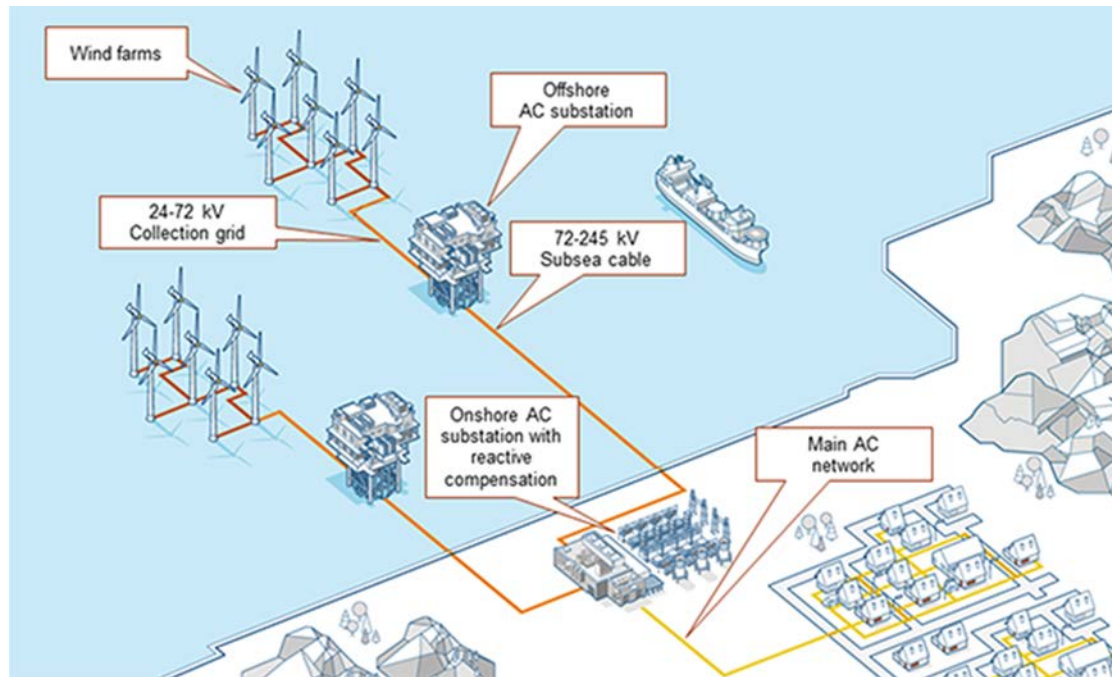 Wind farms
Offshore
AC substation
24-72 kV
Collection grid
72-245 kV
Subsea cable
Onshore AC
substation with
reactive
compensation
Main AC
network